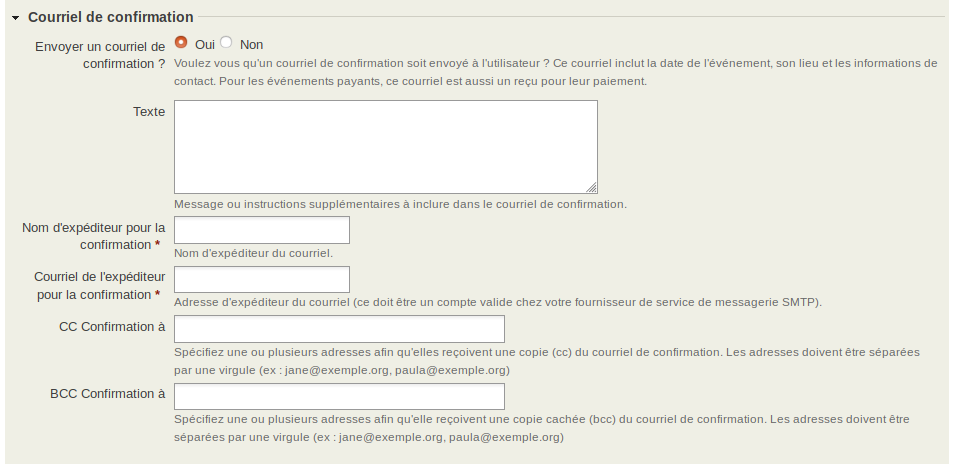 Courriel de confirmation
Envoyer un courriel de confirmation ?
Oui Non
Voulez vous qu'un courriel de confirmation soit envoyé à l'utilisateur ? Ce courriel inclut la date de l'événement, son lieu et les informations de
contact. Pour les événements payants, ce courriel est aussi un reçu pour leur paiement.
Texte
Message ou instructions supplémentaires à inclure dans le courriel de confirmation.
Nom d'expéditeur pour la
confirmation *
Nom d'expéditeur du courriel.
Courriel de l'expéditeur
pour la confirmation *
Adresse d'expéditeur du courriel (ce doit être un compte valide chez votre fournisseur de service de messagerie SMTP).
CC Confirmation à
Spécifiez une ou plusieurs adresses afin qu'elles reçoivent une copie (cc) du courriel de confirmation. Les adresses doivent être séparées
par une virgule (ex : jane@exemple.org, paula@exemple.org)
BCC Confirmation à
Spécifiez une ou plusieurs adresses afin qu'elle reçoivent une copie cachée (bcc) du courriel de confirmation. Les adresses doivent être
séparées par une virgule (ex : jane@exemple.org, paula@exemple.org)